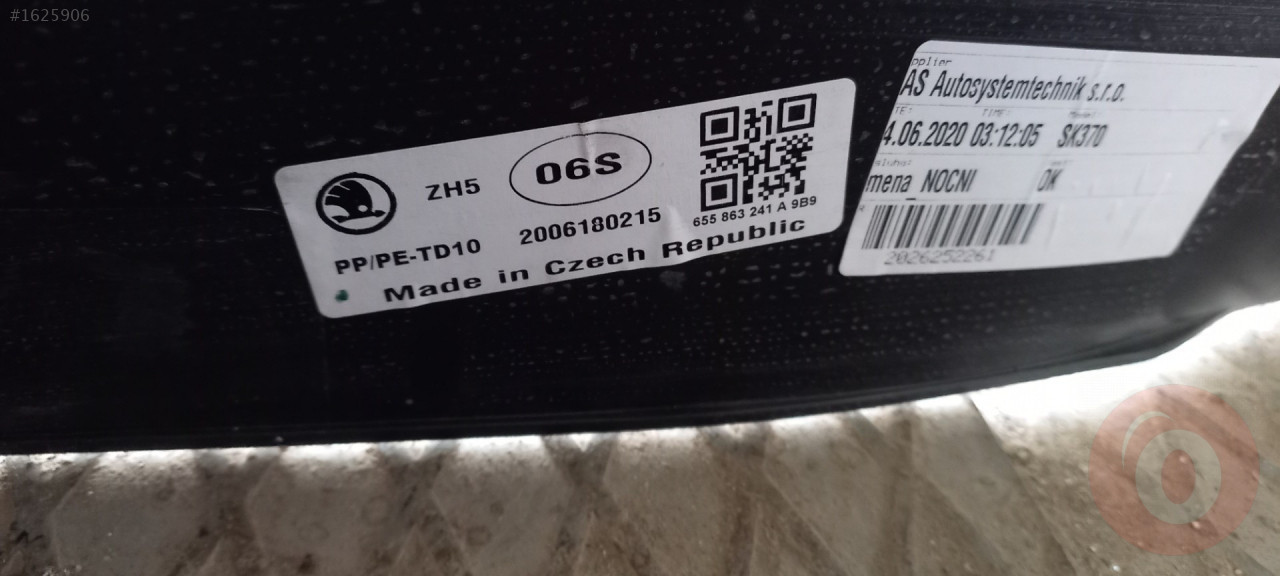 #1625906
ZH5
06S
PP/PE-TD10
2006180215
655 863 241 A 9B9
Made in Czech Republic
pplier
AS Autosystemtechnik s.r.o.
4.06.2020 03:12:05 SK370
mena NOCNI OK
2026252261